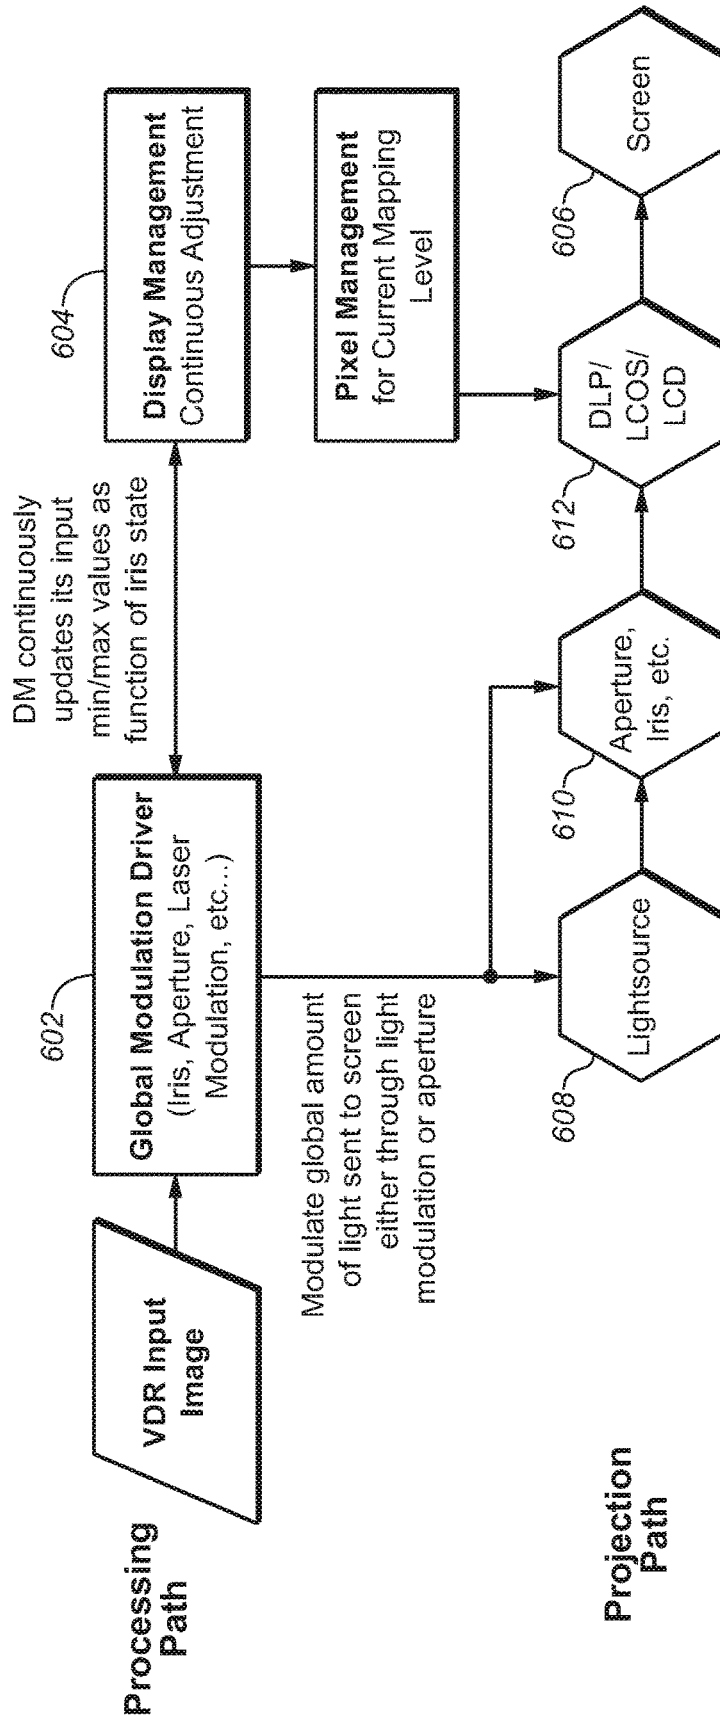 Processing
Path
VDR Input
Image
602
Global Modulation Driver
(Iris, Aperture, Laser
Modulation, etc...)
DM continuously
updates its input
min/max values as
function of iris state
604
Display Management
Continuous Adjustment
Pixel Management
for Current Mapping
Level
Modulate global amount
of light sent to screen
either through light
modulation or aperture
Projection
Path
608
Lightsource
610
Aperture,
Iris, etc.
612
DLP/
LCOS/
LCD
606
Screen